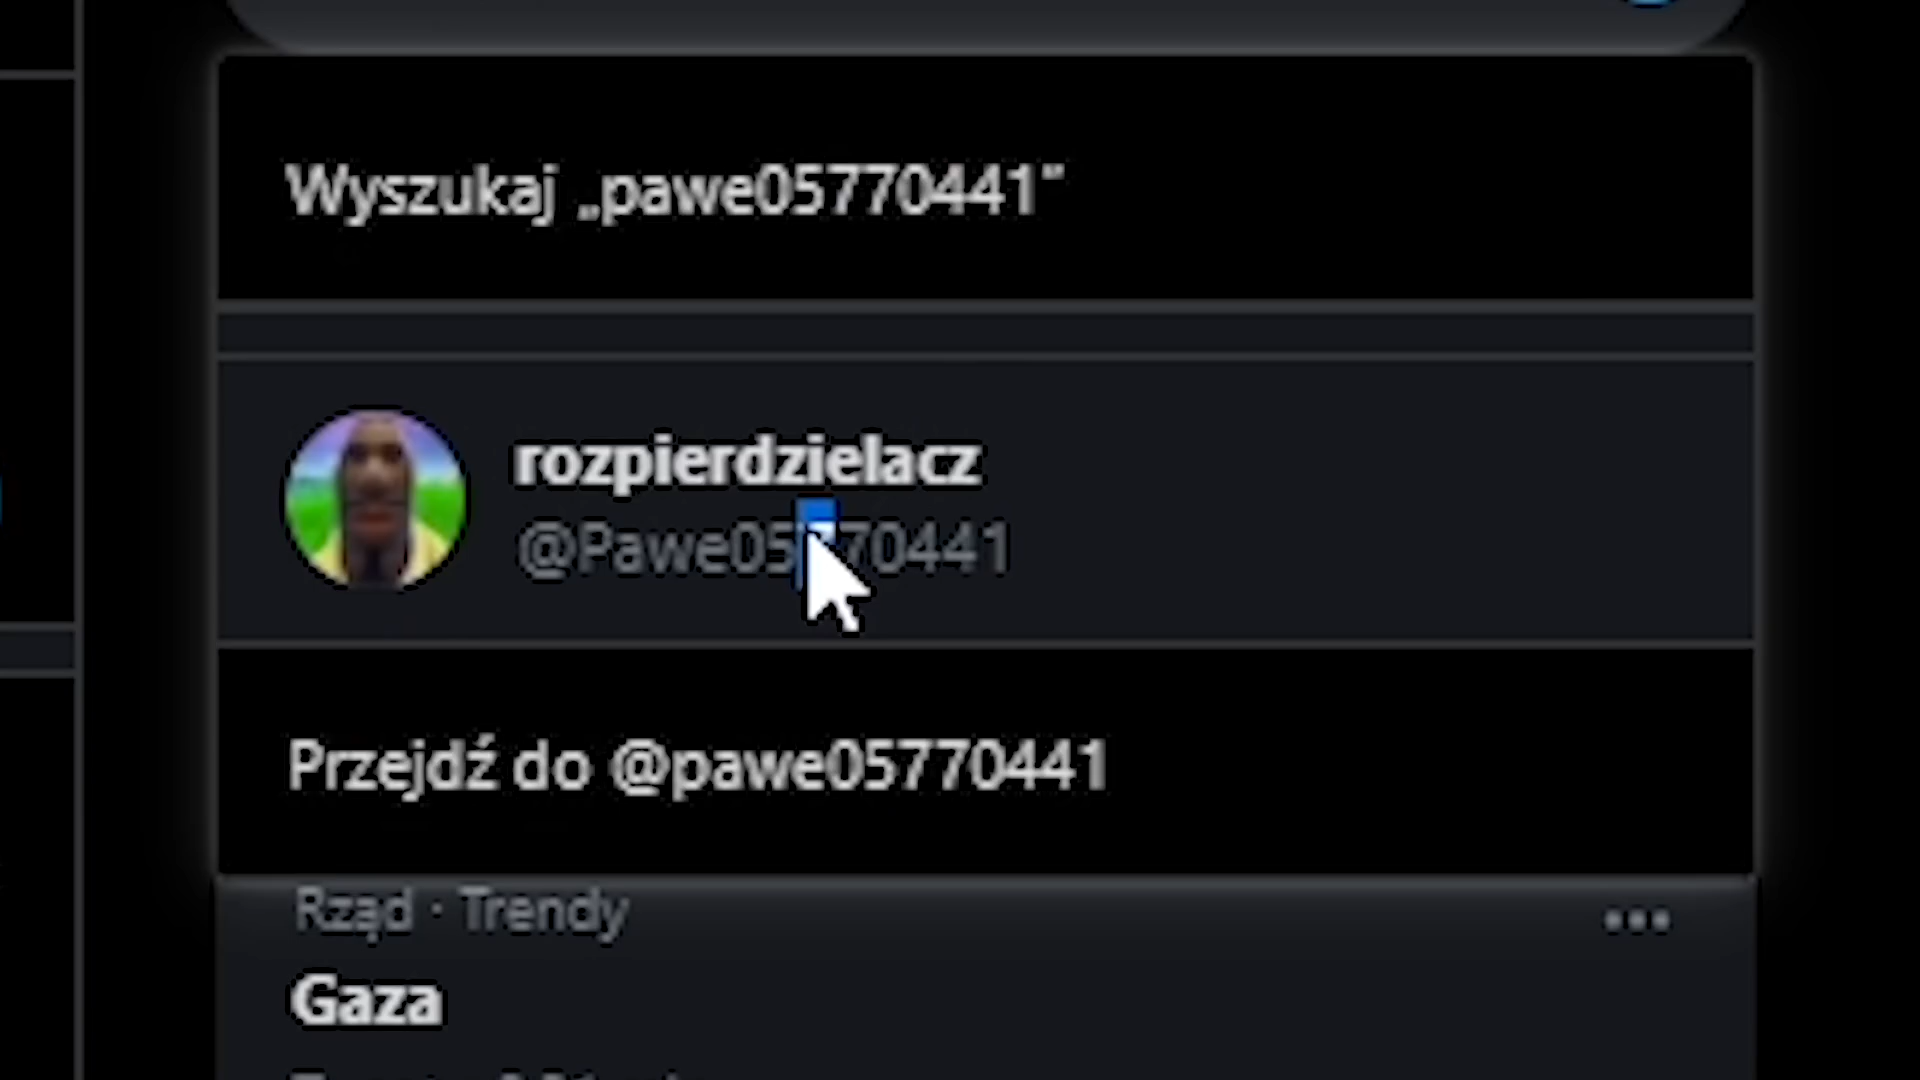 Wyszukaj „pawe05770441”
rozpierdzielacz
@Pawe05770441
Przejdź do @pawe05770441
Rząd · Trendy
Gaza